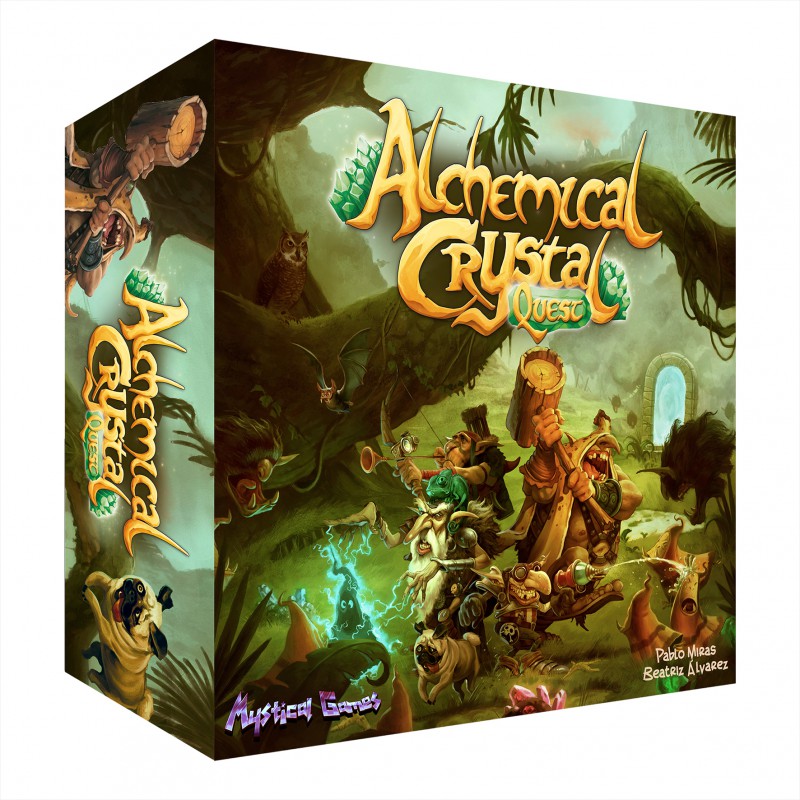 Alchemical
Crystal
Quest
Alchemical
Crystal
Quest
Pablo Miras
Beatriz Álvarez
Mystical Games